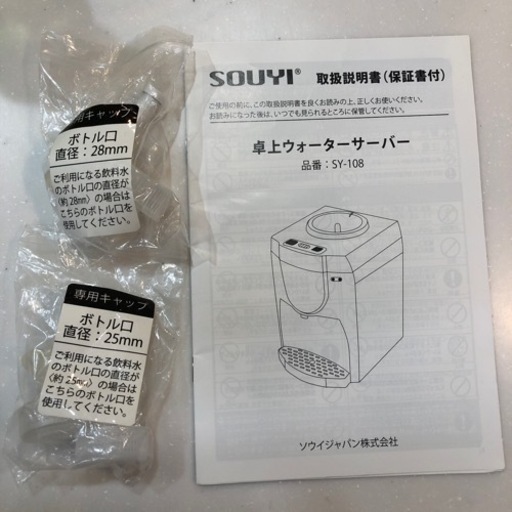 専用キャップ
ボトル口
直径：28mm
ご利用になる飲料水
のボトル口の直径が
（約28mm）の場合は
こちらのボトル口を
使用してください。
専用キャップ
ボトル口
直径：25mm
ご利用になる飲料水
のボトル口の直径が
（約25mm）の場合は
こちらのボトル口を
使用してください。
SOUYI® 取扱説明書（保証書付）
ご使用の前に、この取扱説明書を良くお読みの上、正しくお使いください。
お読みになった後は、いつでも見られるところに保管してください。
卓上ウォーターサーバー
品番：SY-108
ソウイジャパン株式会社